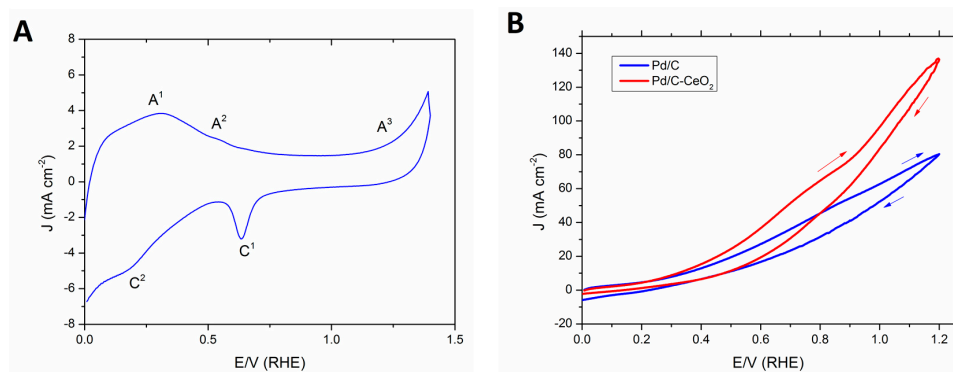 A
J (mA cm⁻²)
8
6
4
2
0
-2
-4
-6
-8
A¹
A²
A³
C¹
C²
0.0
0.5
1.0
1.5
E/V (RHE)
B
J (mA cm⁻²)
140
120
100
80
60
40
20
0
-20
Pd/C
Pd/C-CeO₂
0.0
0.2
0.4
0.6
0.8
1.0
1.2
E/V (RHE)